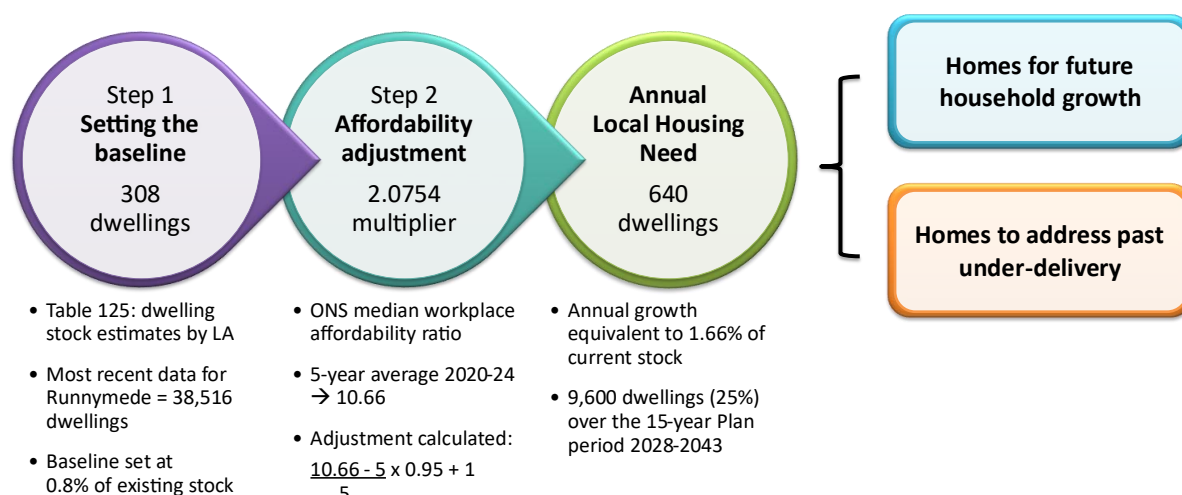 Step 1
Setting the
baseline
308
dwellings
Step 2
Affordability
adjustment
2.0754
multiplier
Annual
Local Housing
Need
640
dwellings
Homes for future
household growth
Homes to address past
under-delivery
• Table 125: dwelling
stock estimates by LA
• Most recent data for
Runnymede = 38,516
dwellings
• Baseline set at
0.8% of existing stock
• ONS median workplace
affordability ratio
• 5-year average 2020-24
→ 10.66
• Adjustment calculated:
10.66 - 5 x 0.95 + 1
5
• Annual growth
equivalent to 1.66% of
current stock
• 9,600 dwellings (25%)
over the 15-year Plan
period 2028-2043